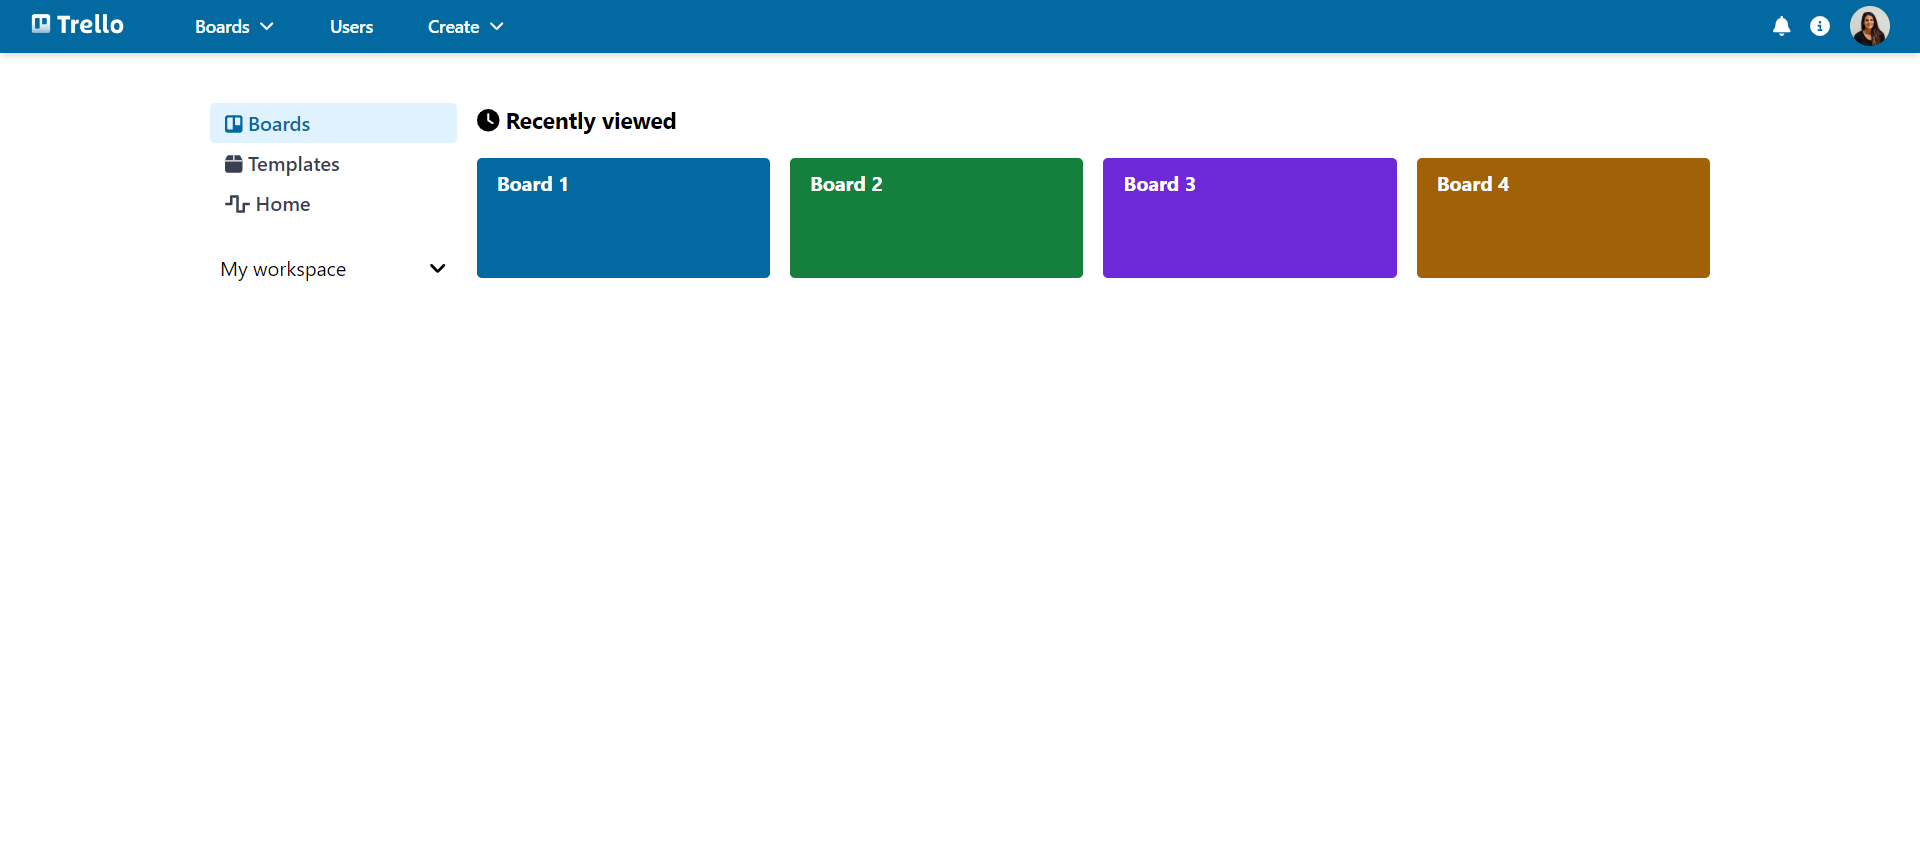 Trello Boards Users Create
Boards
Templates
Home
My workspace
Recently viewed
Board 1 Board 2 Board 3 Board 4